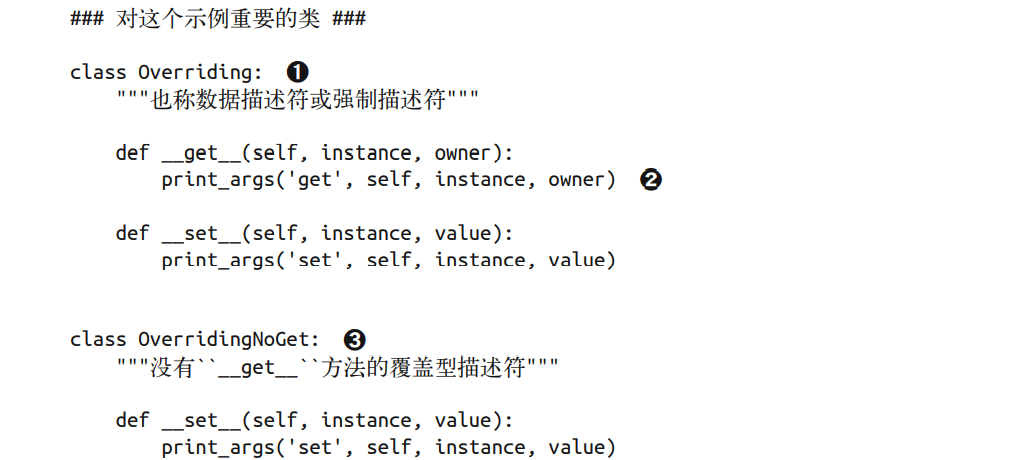 ### 对这个示例重要的类 ###
class Overriding: ❶
"""也称数据描述符或强制描述符"""
def __get__(self, instance, owner):
print_args('get', self, instance, owner) ❷
def __set__(self, instance, value):
print_args('set', self, instance, value)
class OverridingNoGet: ❸
"""没有``__get__``方法的覆盖型描述符"""
def __set__(self, instance, value):
print_args('set', self, instance, value)